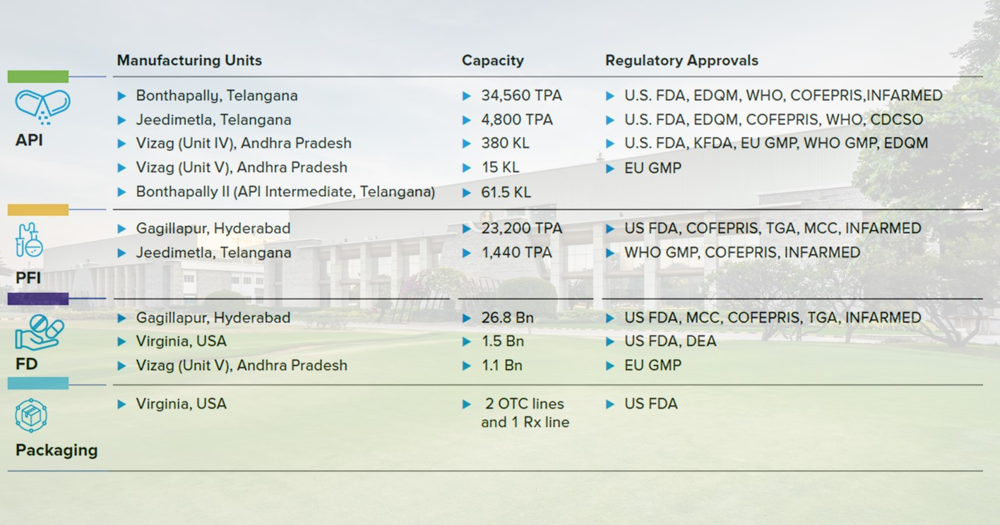 Manufacturing Units Capacity Regulatory Approvals
API
Bonthapally, Telangana 34,560 TPA U.S. FDA, EDQM, WHO, COFEPRIS,INFARMED
Jeedimetla, Telangana 4,800 TPA U.S. FDA, EDQM, COFEPRIS, WHO, CDCSO
Vizag (Unit IV), Andhra Pradesh 380 KL U.S. FDA, KFDA, EU GMP, WHO GMP, EDQM
Vizag (Unit V), Andhra Pradesh 15 KL EU GMP
Bonthapally II (API Intermediate, Telangana) 61.5 KL
PFI
Gagillapur, Hyderabad 23,200 TPA US FDA, COFEPRIS, TGA, MCC, INFARMED
Jeedimetla, Telangana 1,440 TPA WHO GMP, COFEPRIS, INFARMED
FD
Gagillapur, Hyderabad 26.8 Bn US FDA, MCC, COFEPRIS, TGA, INFARMED
Virginia, USA 1.5 Bn US FDA, DEA
Vizag (Unit V), Andhra Pradesh 1.1 Bn EU GMP
Packaging
Virginia, USA 2 OTC lines US FDA
and 1 Rx line